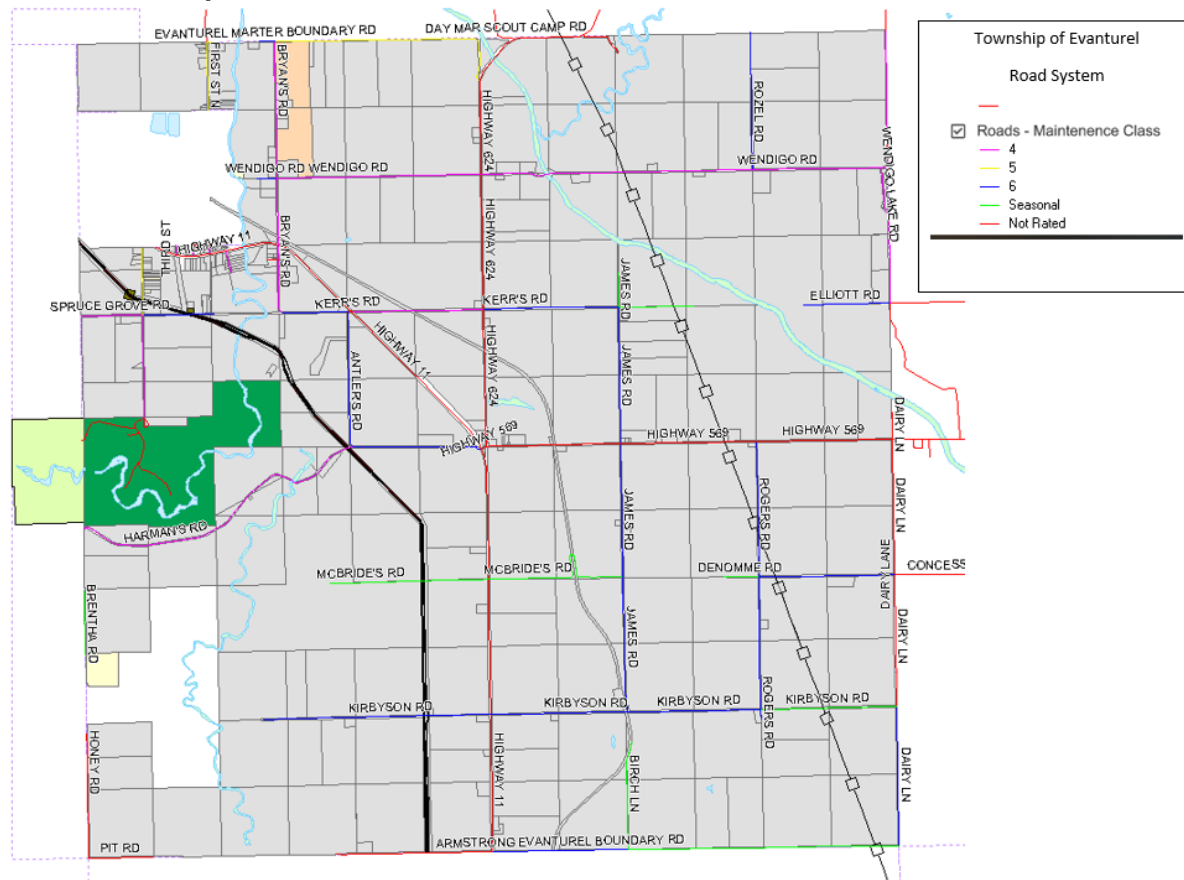 EVANTUREL MARTER BOUNDARY RD
DAY MAR SCOUT CAMP RD
FIRST ST N
BRYAN'S RD
HIGHWAY 624
ROZEL RD
WENDIGO RD WENDIGO RD
WENDIGO RD
WENDIGO LAKE RD
THIRD ST
HIGHWAY 11
BRYAN'S RD
HIGHWAY 624
JAMES RD
SPRUCE GROVE RD
KERR'S RD
KERR'S RD
ELLIOTT RD
ANTLER'S RD
HIGHWAY 11
HIGHWAY 624
JAMES RD
DAIRY LN
HIGHWAY 569
HIGHWAY 569
HIGHWAY 569
HARMAN'S RD
JAMES RD
ROGERS RD
DAIRY LN
MCBRIDE'S RD
MCBRIDE'S RD
DENOMME RD
DAIRY LANE
CONCESS
BRENTHA RD
JAMES RD
DAIRY LN
KIRBYSON RD
KIRBYSON RD
KIRBYSON RD
KIRBYSON RD
ROGERS RD
HONEY RD
HIGHWAY 11
BIRCH LN
DAIRY LN
PIT RD
ARMSTRONG EVANTUREL BOUNDARY RD
Township of Evanturel
Road System
Roads - Maintenence Class
4
5
6
Seasonal
Not Rated